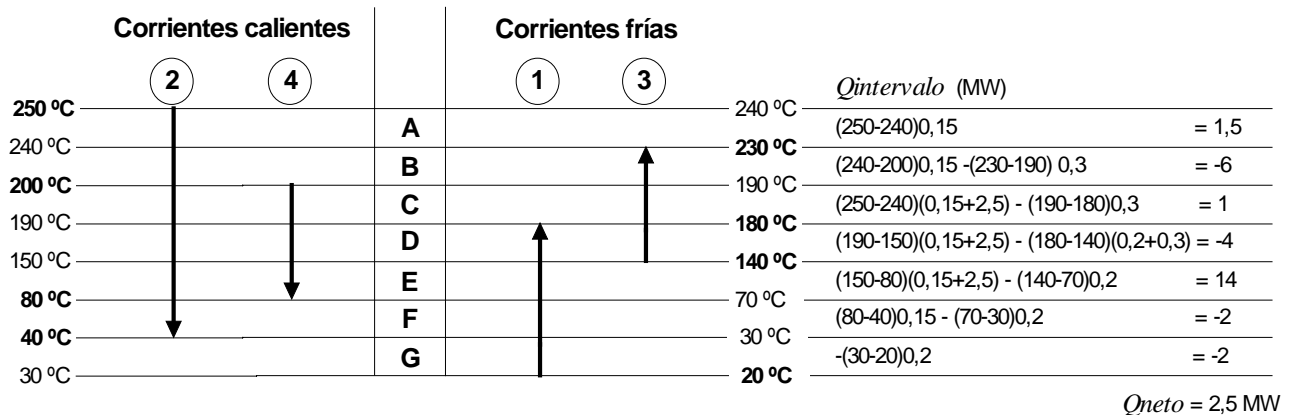 Corrientes calientes
Corrientes frías
2 4 1 3
Qintervalo (MW)
250 ºC 240 ºC
A (250-240)0,15 = 1,5
240 ºC 230 ºC
B (240-200)0,15 -(230-190) 0,3 = -6
200 ºC 190 ºC
C (250-240)(0,15+2,5) - (190-180)0,3 = 1
190 ºC 180 ºC
D (190-150)(0,15+2,5) - (180-140)(0,2+0,3) = -4
150 ºC 140 ºC
E (150-80)(0,15+2,5) - (140-70)0,2 = 14
80 ºC 70 ºC
F (80-40)0,15 - (70-30)0,2 = -2
40 ºC 30 ºC
G -(30-20)0,2 = -2
30 ºC 20 ºC
Qneto = 2,5 MW